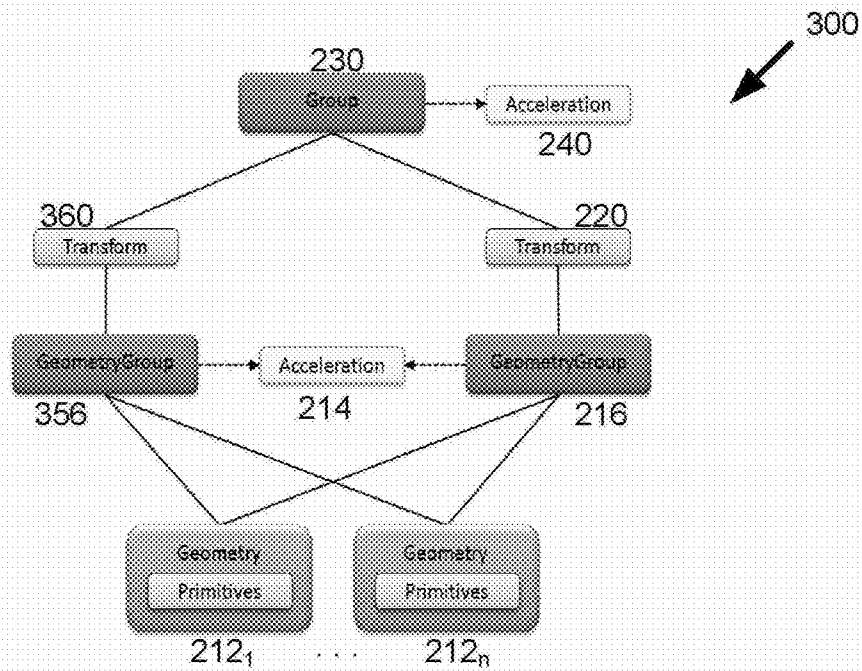 300
230
Group
Acceleration
240
360
220
Transform
Transform
GeometryGroup
Acceleration
GeometryGroup
356
214
216
Geometry
Geometry
Primitives
Primitives
212₁ . . . 212ₙ